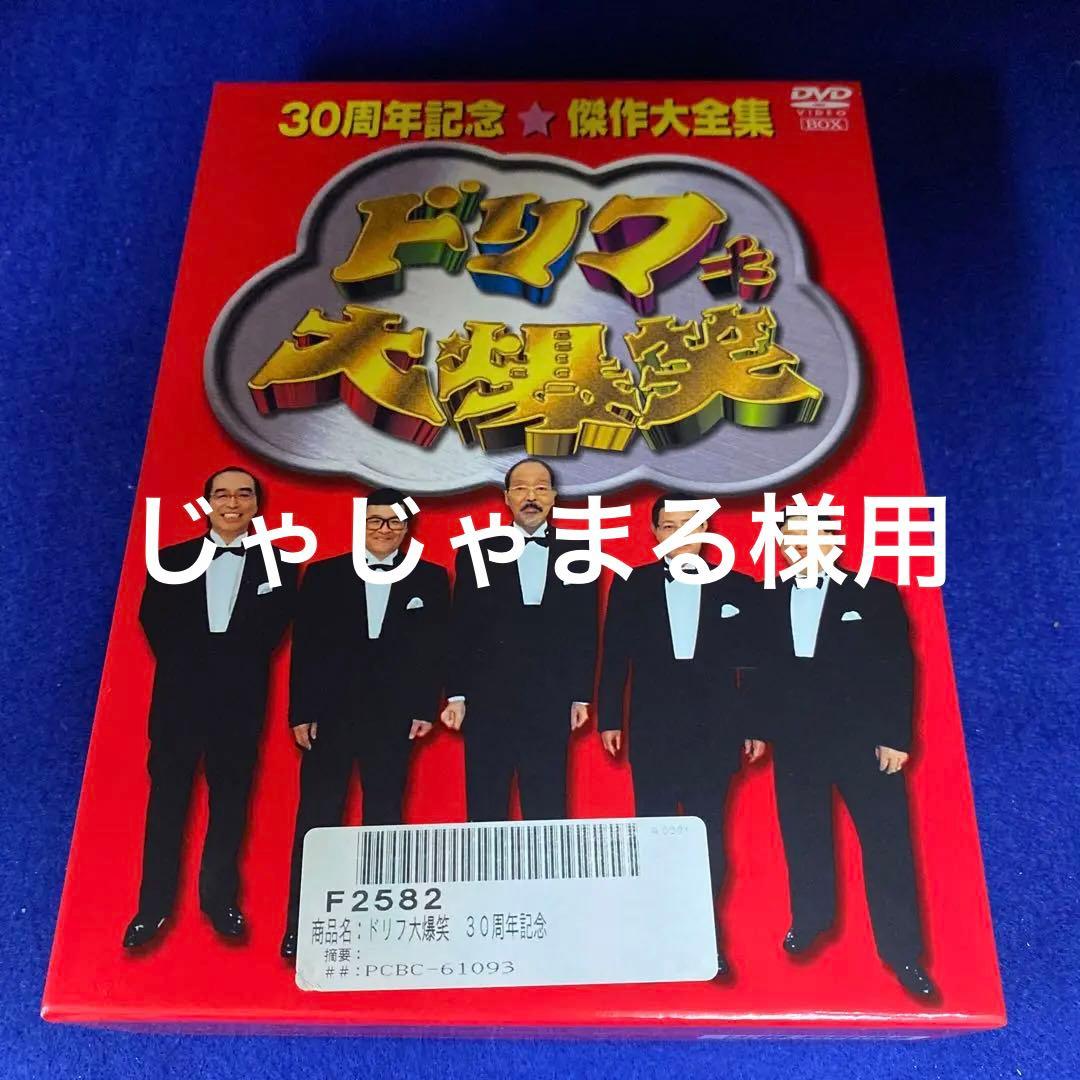 30周年記念★傑作大全集
DVD
VIDEO
BOX
ドリフ
大爆笑
じゃじゃまる様用
F2582
商品名：ドリフ大爆笑　30周年記念
摘要：
##:PCBC-61093